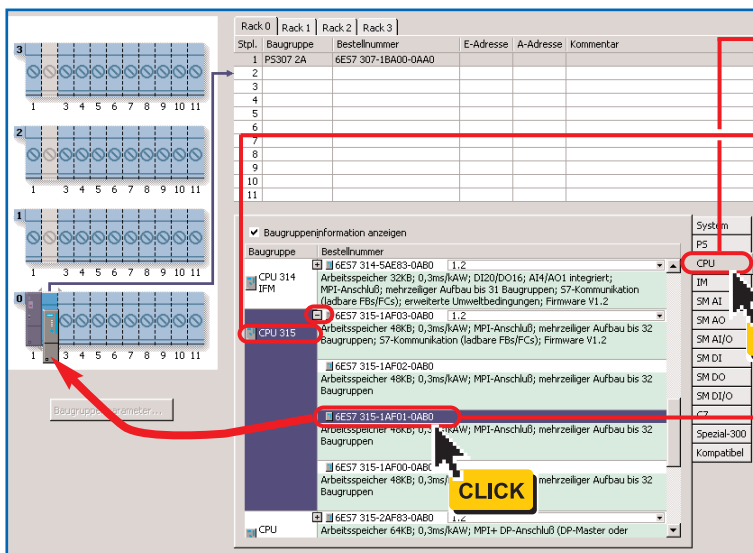 Rack 0 Rack 1 Rack 2 Rack 3
Stpl. Baugruppe Bestellnummer E-Adresse A-Adresse Kommentar
1 PS307 2A 6ES7 307-1BA00-0AA0
2
3
4
5
6
7
8
9
10
11
3
1 3 4 5 6 7 8 9 10 11
2
1 3 4 5 6 7 8 9 10 11
1
1 3 4 5 6 7 8 9 10 11
0
1 3 4 5 6 7 8 9 10 11
Baugruppenparameter...
Baugruppeninformation anzeigen
Baugruppe Bestellnummer
CPU 314 IFM
6ES7 314-5AE83-0AB0 1.2
Arbeitsspeicher 32KB; 0,3ms/kAW; DI20/DO16; AI4/AO1 integriert;
MPI-Anschluß; mehrzeiliger Aufbau bis 31 Baugruppen; S7-Kommunikation
(ladbare FBs/FCs); erweiterte Umweltbedingungen; Firmware V1.2
CPU 315
6ES7 315-1AF03-0AB0 1.2
Arbeitsspeicher 48KB; 0,3ms/kAW; MPI-Anschluß; mehrzeiliger Aufbau bis 32
Baugruppen; S7-Kommunikation (ladbare FBs/FCs); Firmware V1.2
6ES7 315-1AF02-0AB0
Arbeitsspeicher 48KB; 0,3ms/kAW; MPI-Anschluß; mehrzeiliger Aufbau bis 32
Baugruppen
6ES7 315-1AF01-0AB0
Arbeitsspeicher 48KB; 0,3ms/kAW; MPI-Anschluß; mehrzeiliger Aufbau bis 32
Baugruppen
6ES7 315-1AF00-0AB0
Arbeitsspeicher 48KB; 0,3ms/ mehrzeiliger Aufbau bis 32
Baugruppen
CLICK
CPU
6ES7 315-2AF83-0AB0 1.2
Arbeitsspeicher 64KB; 0,3ms/kAW; MPI+ DP-Anschluß (DP-Master oder
System
PS
CPU
IM
SM AI
SM AO
SM AI/O
SM DI
SM DO
SM DI/O
Spezial-300
Kompatibel